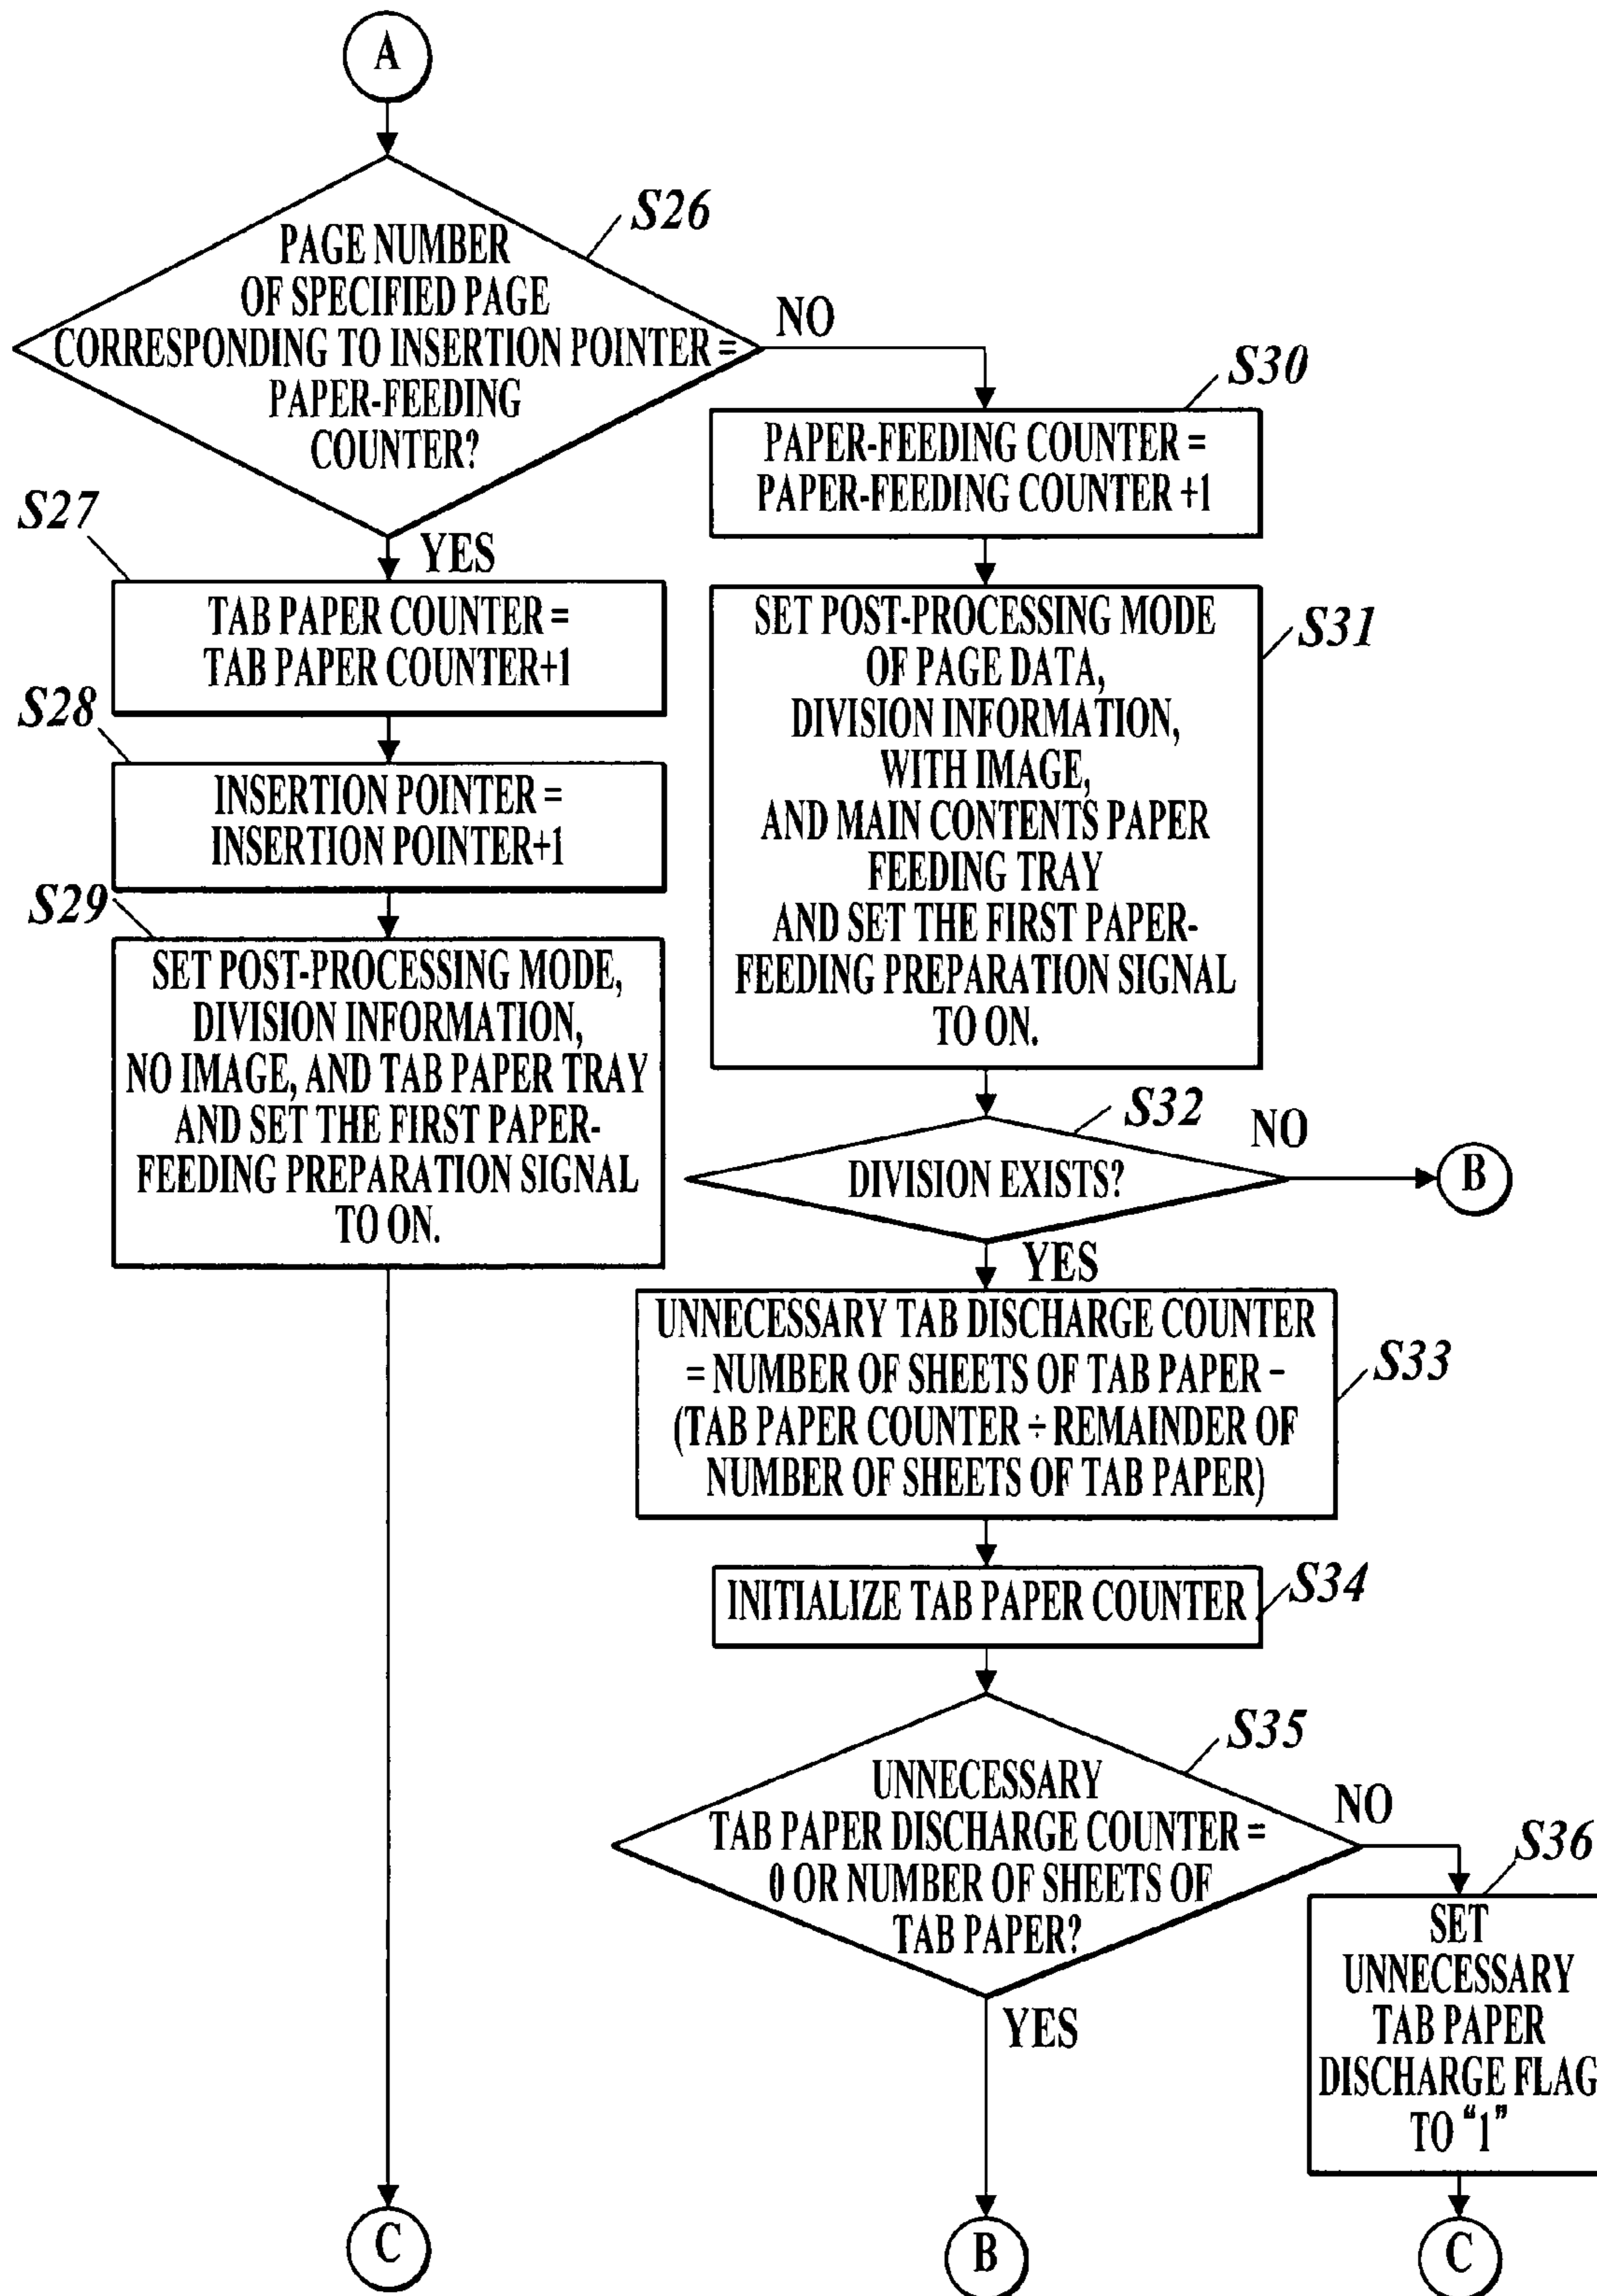 A
S26
PAGE NUMBER
OF SPECIFIED PAGE
CORRESPONDING TO INSERTION POINTER =
PAPER-FEEDING
COUNTER?
NO
YES
S27
TAB PAPER COUNTER =
TAB PAPER COUNTER+1
S28
INSERTION POINTER =
INSERTION POINTER+1
S29
SET POST-PROCESSING MODE,
DIVISION INFORMATION,
NO IMAGE, AND TAB PAPER TRAY
AND SET THE FIRST PAPER-
FEEDING PREPARATION SIGNAL
TO ON.
C
S30
PAPER-FEEDING COUNTER =
PAPER-FEEDING COUNTER +1
S31
SET POST-PROCESSING MODE
OF PAGE DATA,
DIVISION INFORMATION,
WITH IMAGE,
AND MAIN CONTENTS PAPER
FEEDING TRAY
AND SET THE FIRST PAPER-
FEEDING PREPARATION SIGNAL
TO ON.
S32
DIVISION EXISTS?
NO
B
YES
S33
UNNECESSARY TAB DISCHARGE COUNTER
= NUMBER OF SHEETS OF TAB PAPER −
(TAB PAPER COUNTER ÷ REMAINDER OF
NUMBER OF SHEETS OF TAB PAPER)
S34
INITIALIZE TAB PAPER COUNTER
S35
UNNECESSARY
TAB PAPER DISCHARGE COUNTER =
0 OR NUMBER OF SHEETS OF
TAB PAPER?
NO
YES
B
S36
SET
UNNECESSARY
TAB PAPER
DISCHARGE FLAG
TO “1”
C